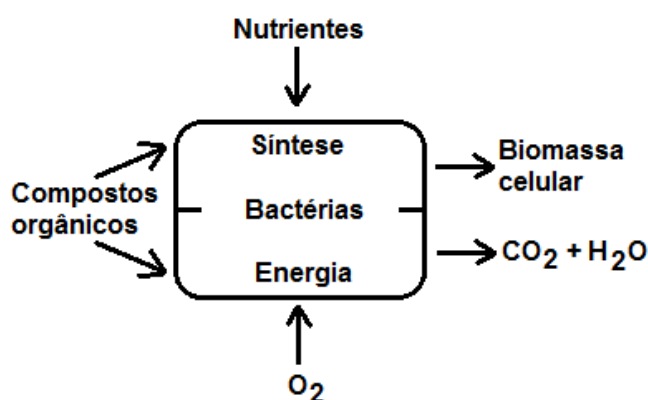 Nutrientes
Síntese
Biomassa
celular
Compostos
orgânicos
Bactérias
Energia
CO2 + H2O
O2